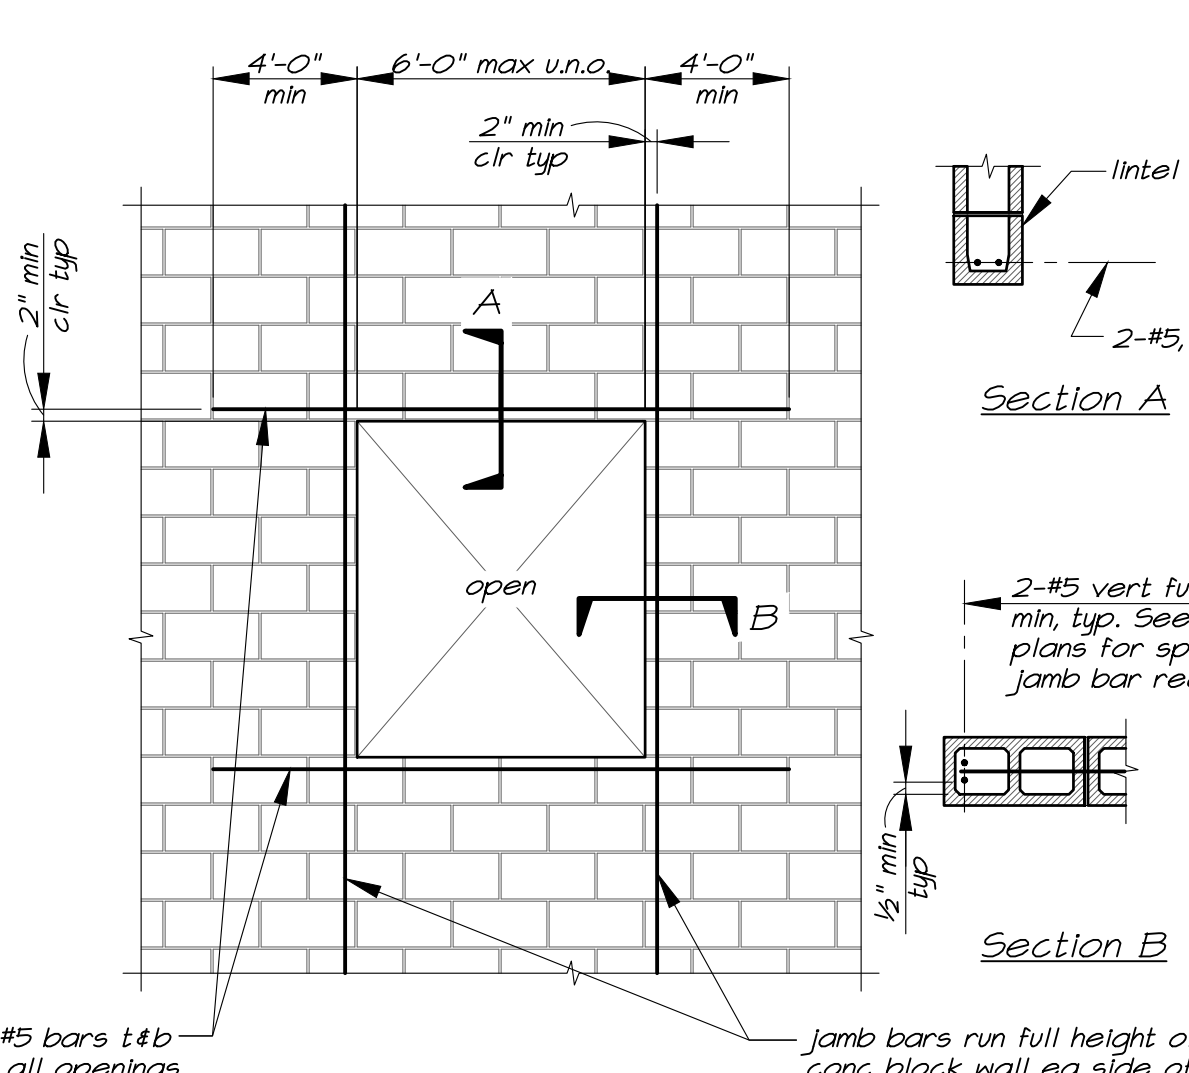 4'-0"
min
6'-0" max u.n.o.
4'-0"
min
2" min
clr typ
2" min
clr typ
A
open
B
lintel
2-#5,
Section A
2-#5 vert fu
min, typ. See
plans for sp
jamb bar re
½" min
typ
Section B
#5 bars t&b
all openings
jamb bars run full height o
conc block wall ea side of